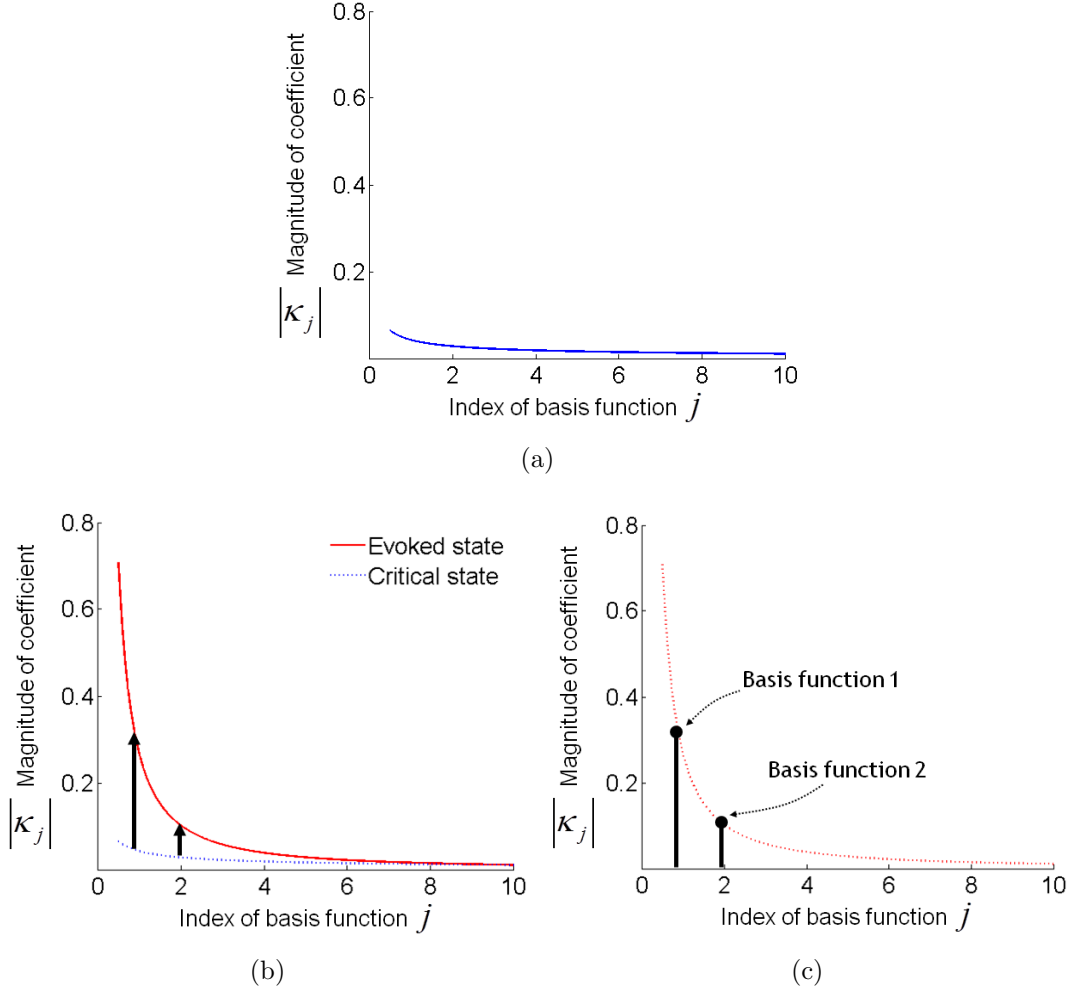 0.8
0.6
0.4
0.2
Magnitude of coefficient
|κj|
0 2 4 6 8 10
Index of basis function j
(a)
0.8
0.6
0.4
0.2
Magnitude of coefficient
|κj|
Evoked state
Critical state
0 2 4 6 8 10
Index of basis function j
(b)
0.8
0.6
0.4
0.2
Magnitude of coefficient
|κj|
Basis function 1
Basis function 2
0 2 4 6 8 10
Index of basis function j
(c)